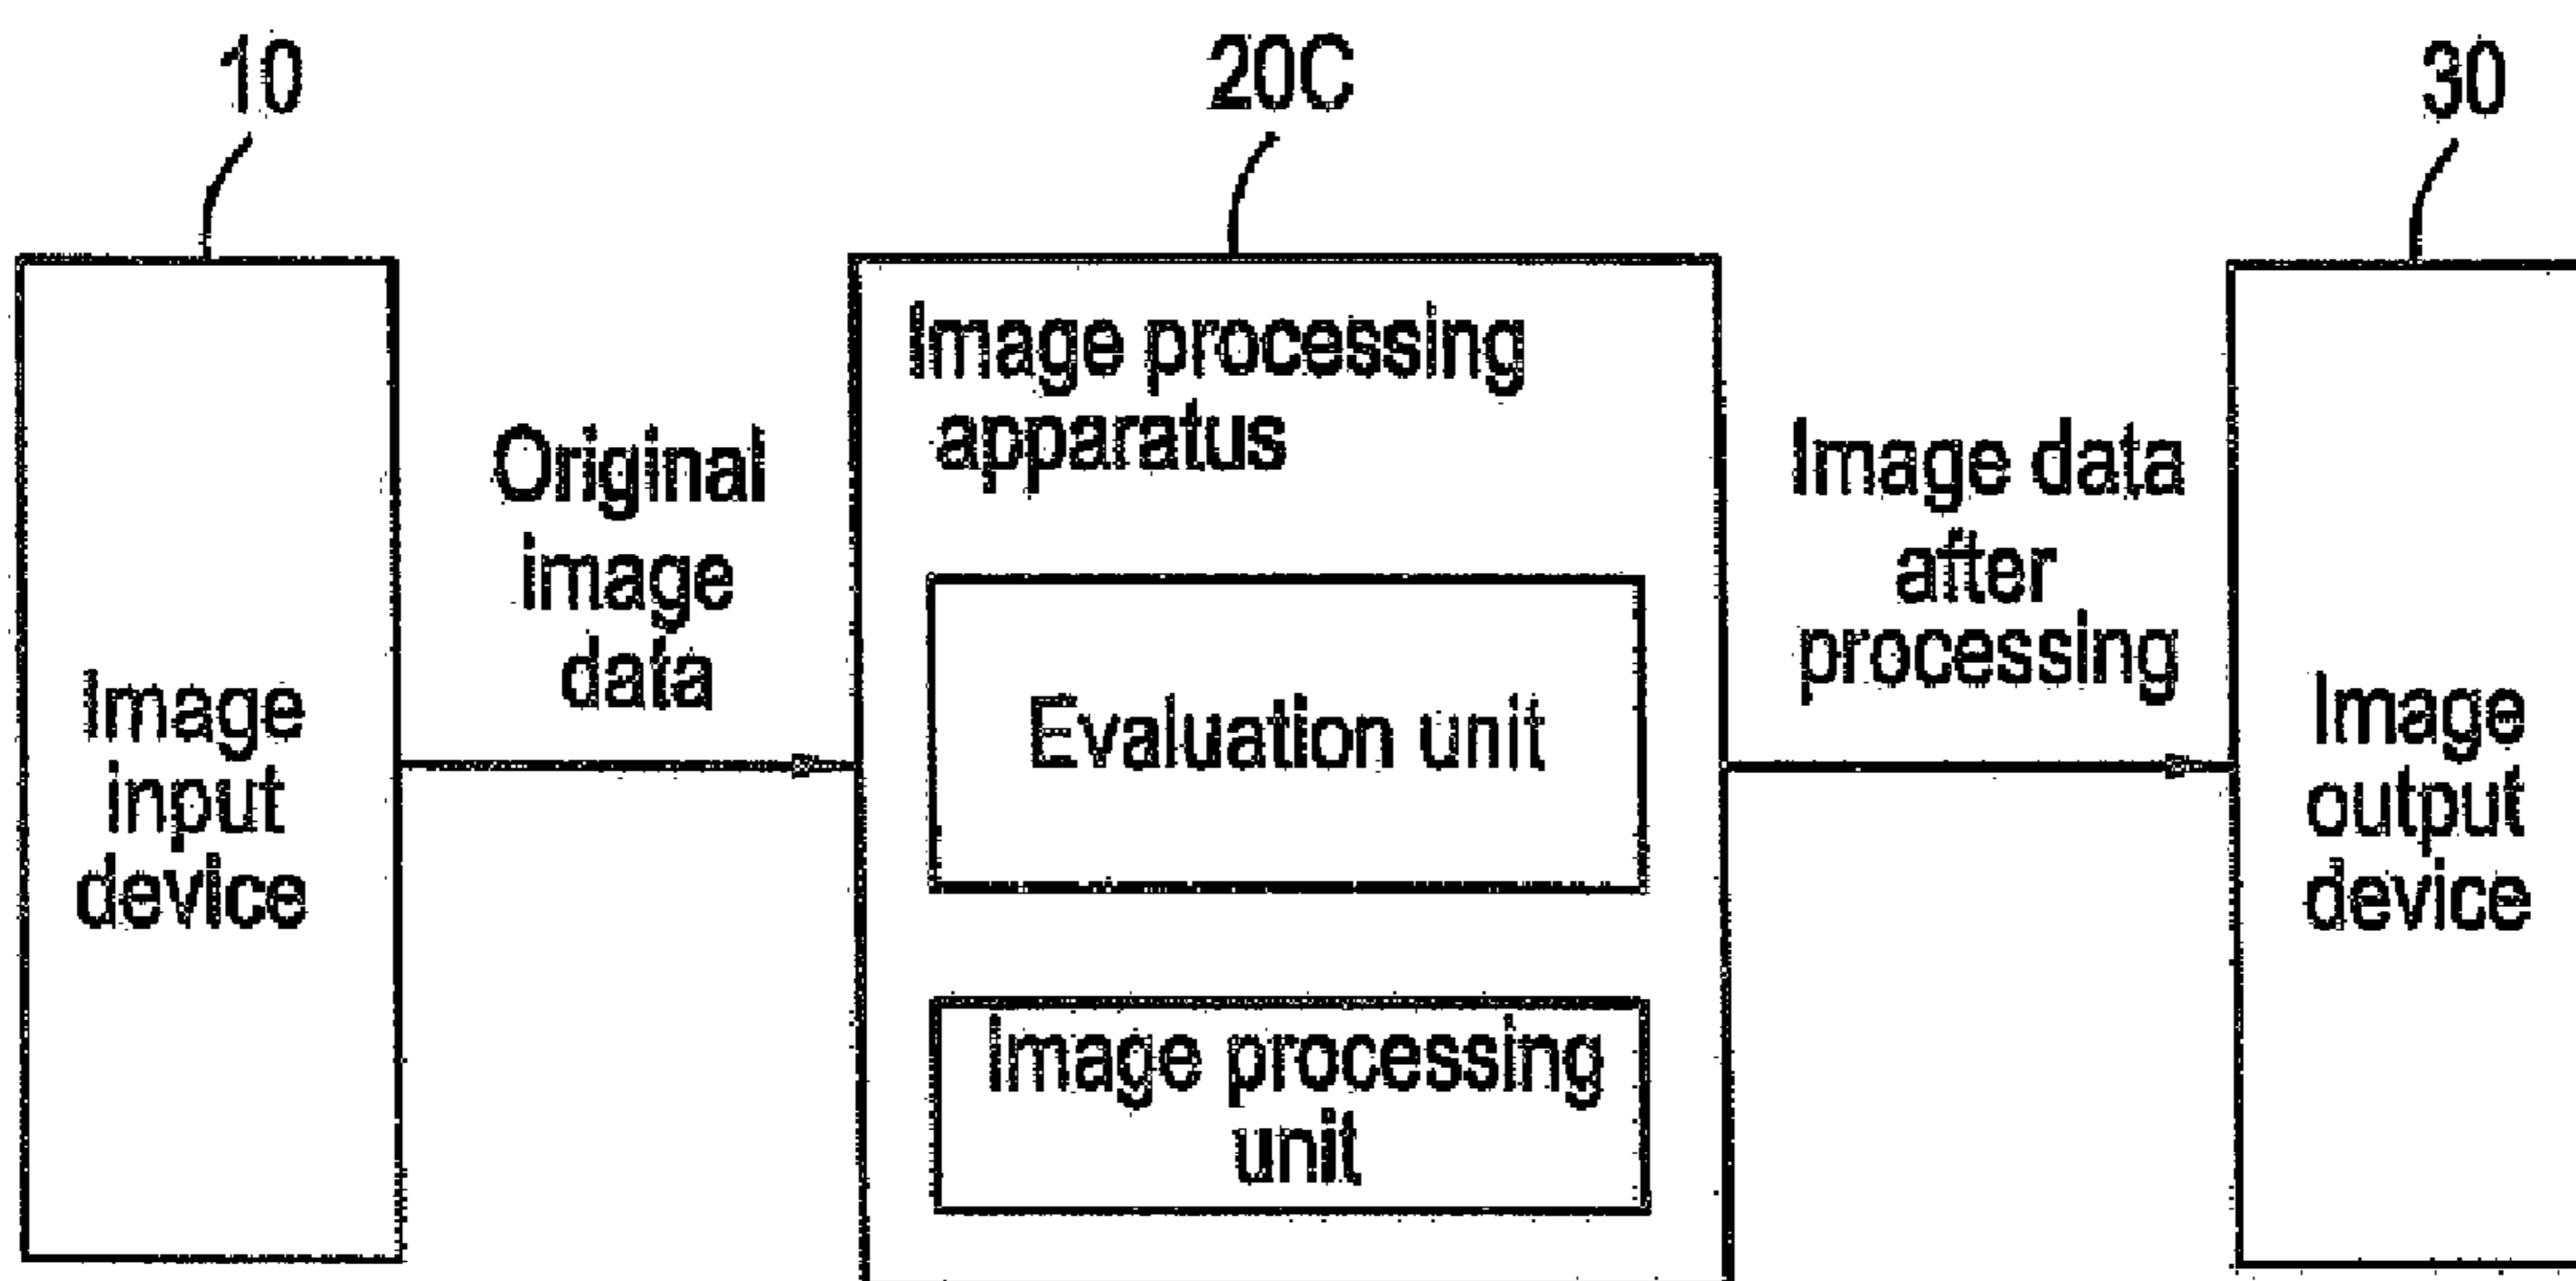 10
20C
30
Image
input
device
Original
image
data
Image processing
apparatus
Evaluation unit
Image processing
unit
Image data
after
processing
Image
output
device